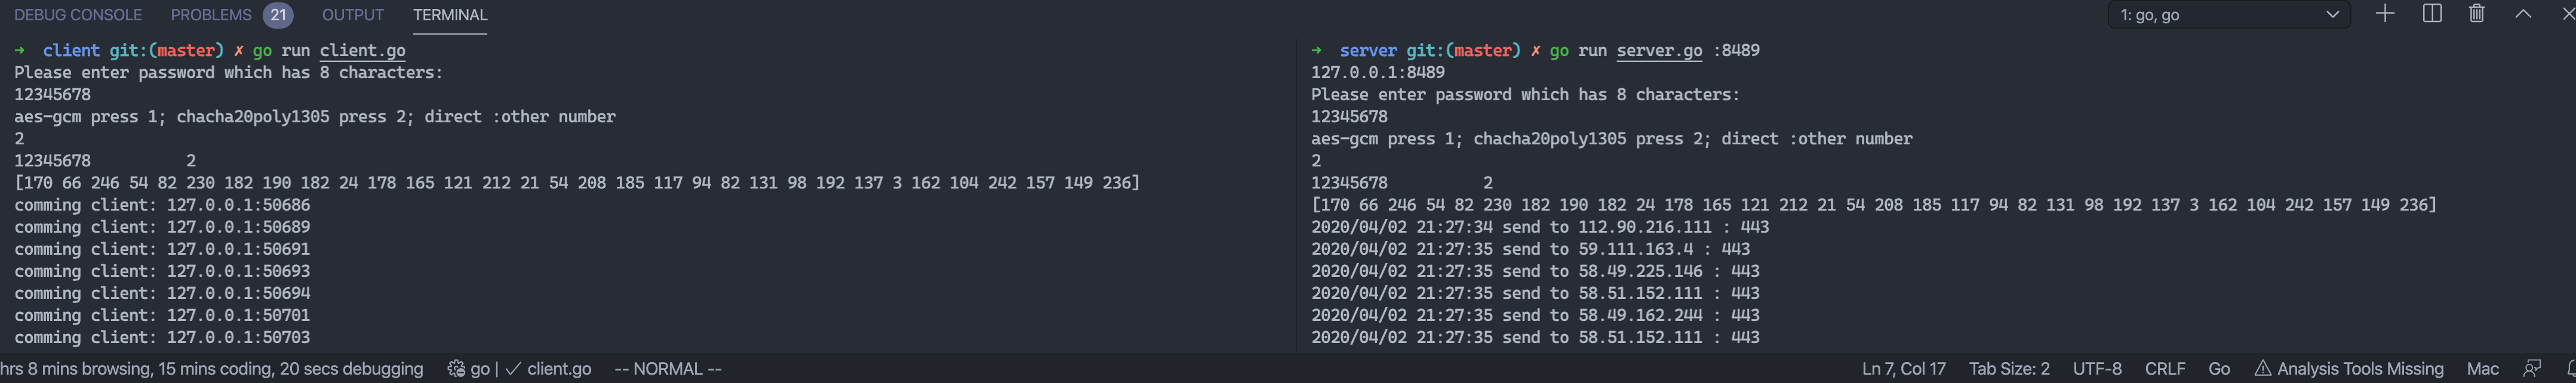 DEBUG CONSOLE PROBLEMS 21 OUTPUT TERMINAL 1: go, go
➜ client git:(master) ✗ go run client.go
Please enter password which has 8 characters:
12345678
aes-gcm press 1; chacha20poly1305 press 2; direct :other number
2
12345678 2
[170 66 246 54 82 230 182 190 182 24 178 165 121 212 21 54 208 185 117 94 82 131 98 192 137 3 162 104 242 157 149 236]
comming client: 127.0.0.1:50686
comming client: 127.0.0.1:50689
comming client: 127.0.0.1:50691
comming client: 127.0.0.1:50693
comming client: 127.0.0.1:50694
comming client: 127.0.0.1:50701
comming client: 127.0.0.1:50703
➜ server git:(master) ✗ go run server.go :8489
127.0.0.1:8489
Please enter password which has 8 characters:
12345678
aes-gcm press 1; chacha20poly1305 press 2; direct :other number
2
12345678 2
[170 66 246 54 82 230 182 190 182 24 178 165 121 212 21 54 208 185 117 94 82 131 98 192 137 3 162 104 242 157 149 236]
2020/04/02 21:27:34 send to 112.90.216.111 : 443
2020/04/02 21:27:35 send to 59.111.163.4 : 443
2020/04/02 21:27:35 send to 58.49.225.146 : 443
2020/04/02 21:27:35 send to 58.51.152.111 : 443
2020/04/02 21:27:35 send to 58.49.162.244 : 443
2020/04/02 21:27:35 send to 58.51.152.111 : 443
hrs 8 mins browsing, 15 mins coding, 20 secs debugging go | ✓ client.go -- NORMAL -- Ln 7, Col 17 Tab Size: 2 UTF-8 CRLF Go ⚠ Analysis Tools Missing Mac